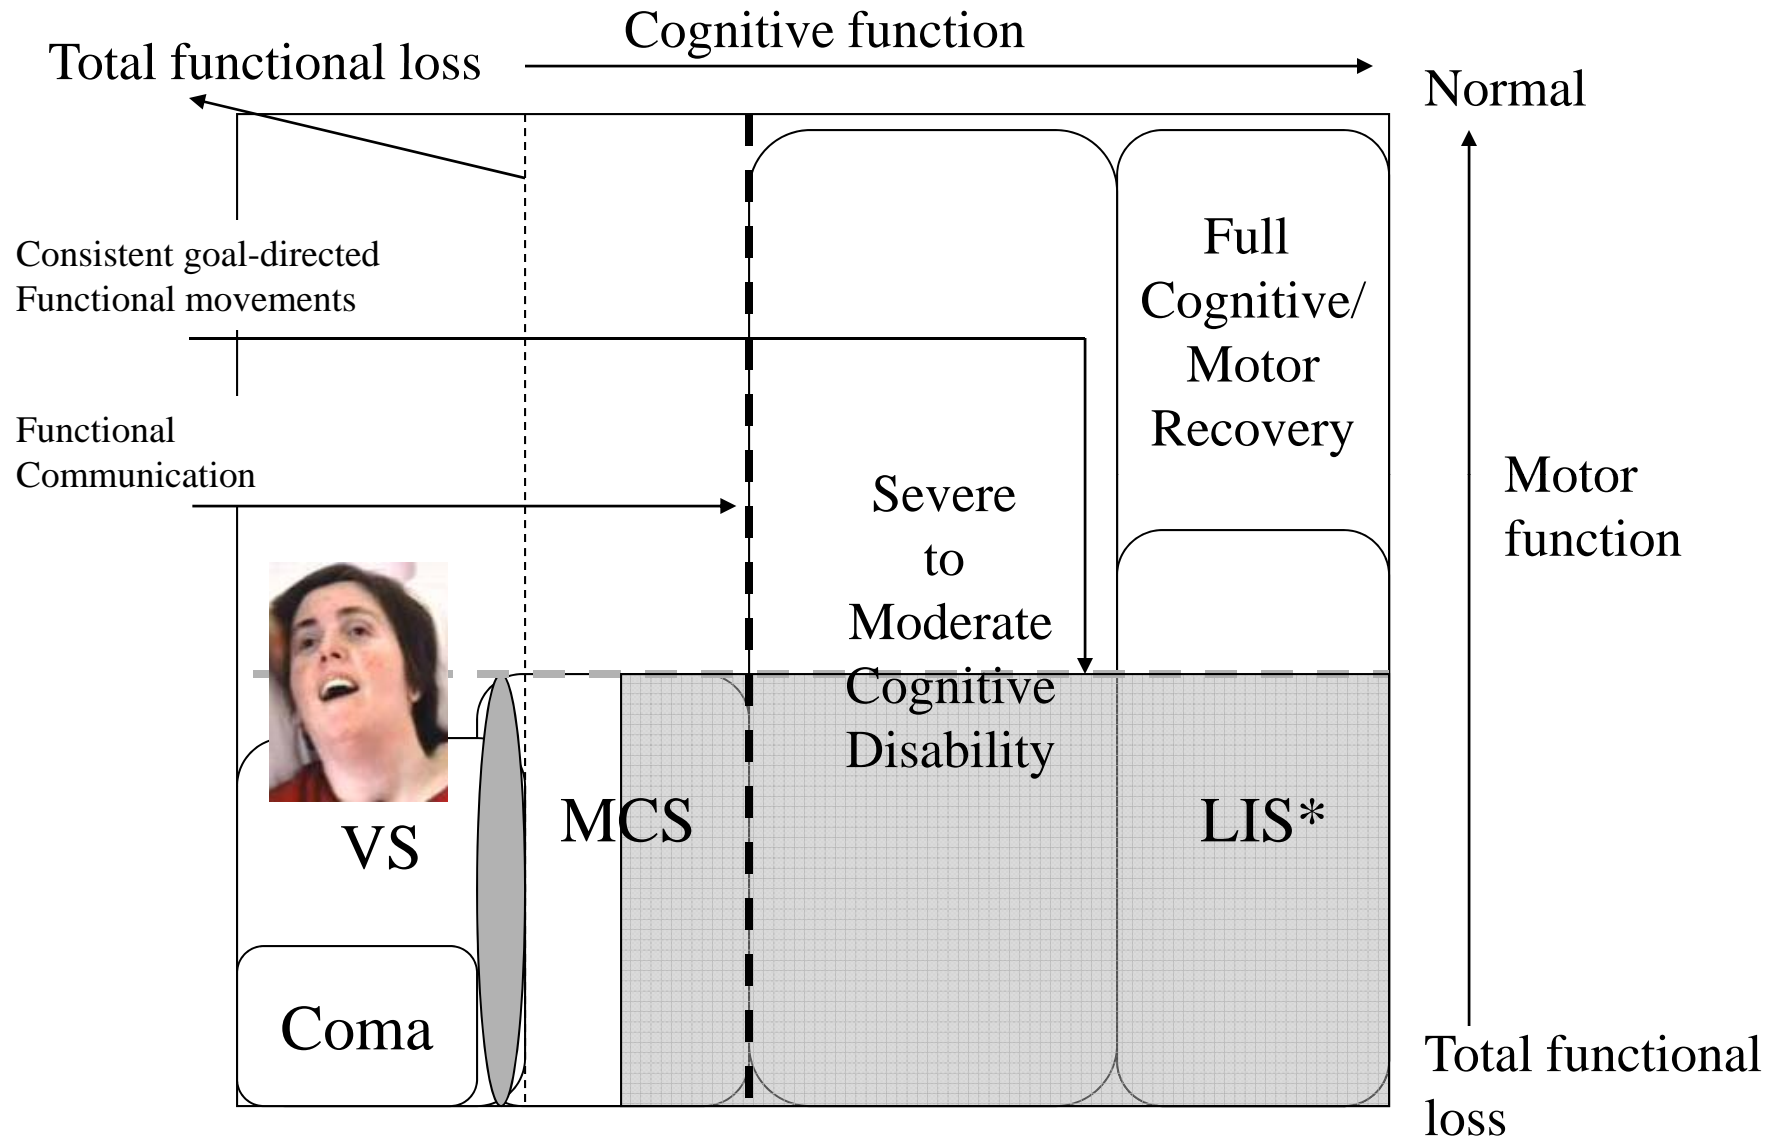 Cognitive function
Total functional loss
Normal
Consistent goal-directed
Functional movements
Functional
Communication
Full
Cognitive/
Motor
Recovery
Severe
to
Moderate
Cognitive
Disability
Motor
function
VS
MCS
LIS*
Coma
Total functional
loss